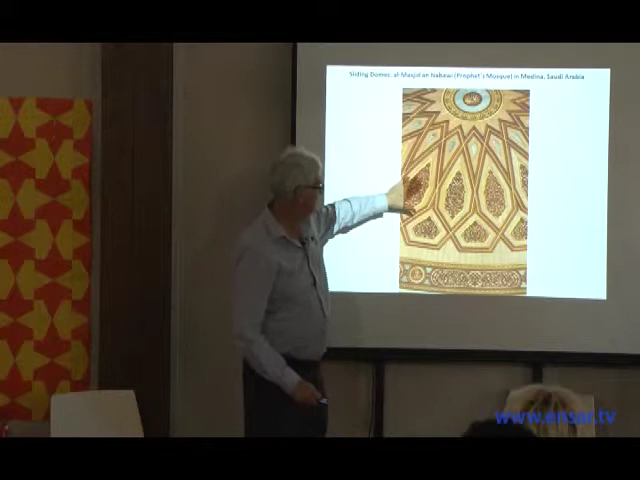 Sliding Domes: al-Masjid an Nabawi (Prophet's Mosque) in Medina, Saudi Arabia
www.ensar.tv